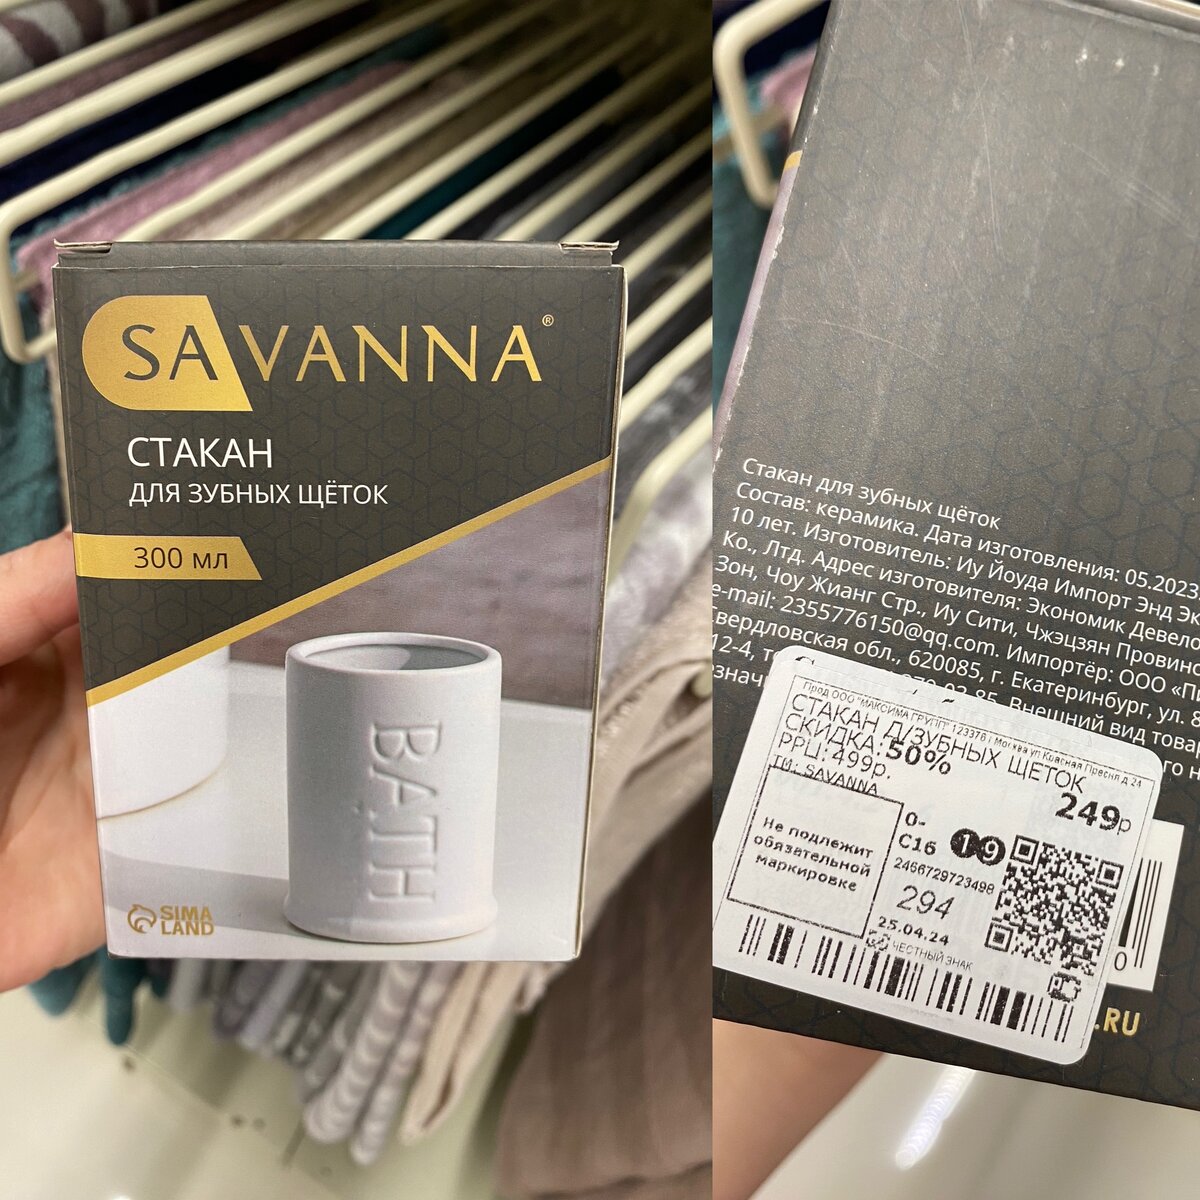 SAVANNA®
СТАКАН
ДЛЯ ЗУБНЫХ ЩЁТОК
300 мл
BATH
SIMA
LAND
Стакан для зубных щёток
Состав: керамика. Дата изготовления: 05.2023
10 лет. Изготовитель: Иу Йоуда Импорт Энд Эк
Ко., Лтд. Адрес изготовителя: Экономик Девело
Зон, Чоу Жианг Стр., Иу Сити, Чжэцзян Провин
e-mail: 2355776150@qq.com. Импортёр: ООО «П
Свердловская обл., 620085, г. Екатеринбург, ул. 8
12-4,
Внешний вид това
Прод ООО "МАКСИМА ГРУПП" 123376 г Москва ул Красная Пресня д 24
СТАКАН Д/ЗУБНЫХ ЩЕТОК
СКИДКА: 50%
РРЦ: 499р.
249р
ТМ: SAVANNA
Не подлежит
обязательной
маркировке
0-
С16 19
2466729723498
294
25.04.24
ЧЕСТНЫЙ ЗНАК
0
.RU